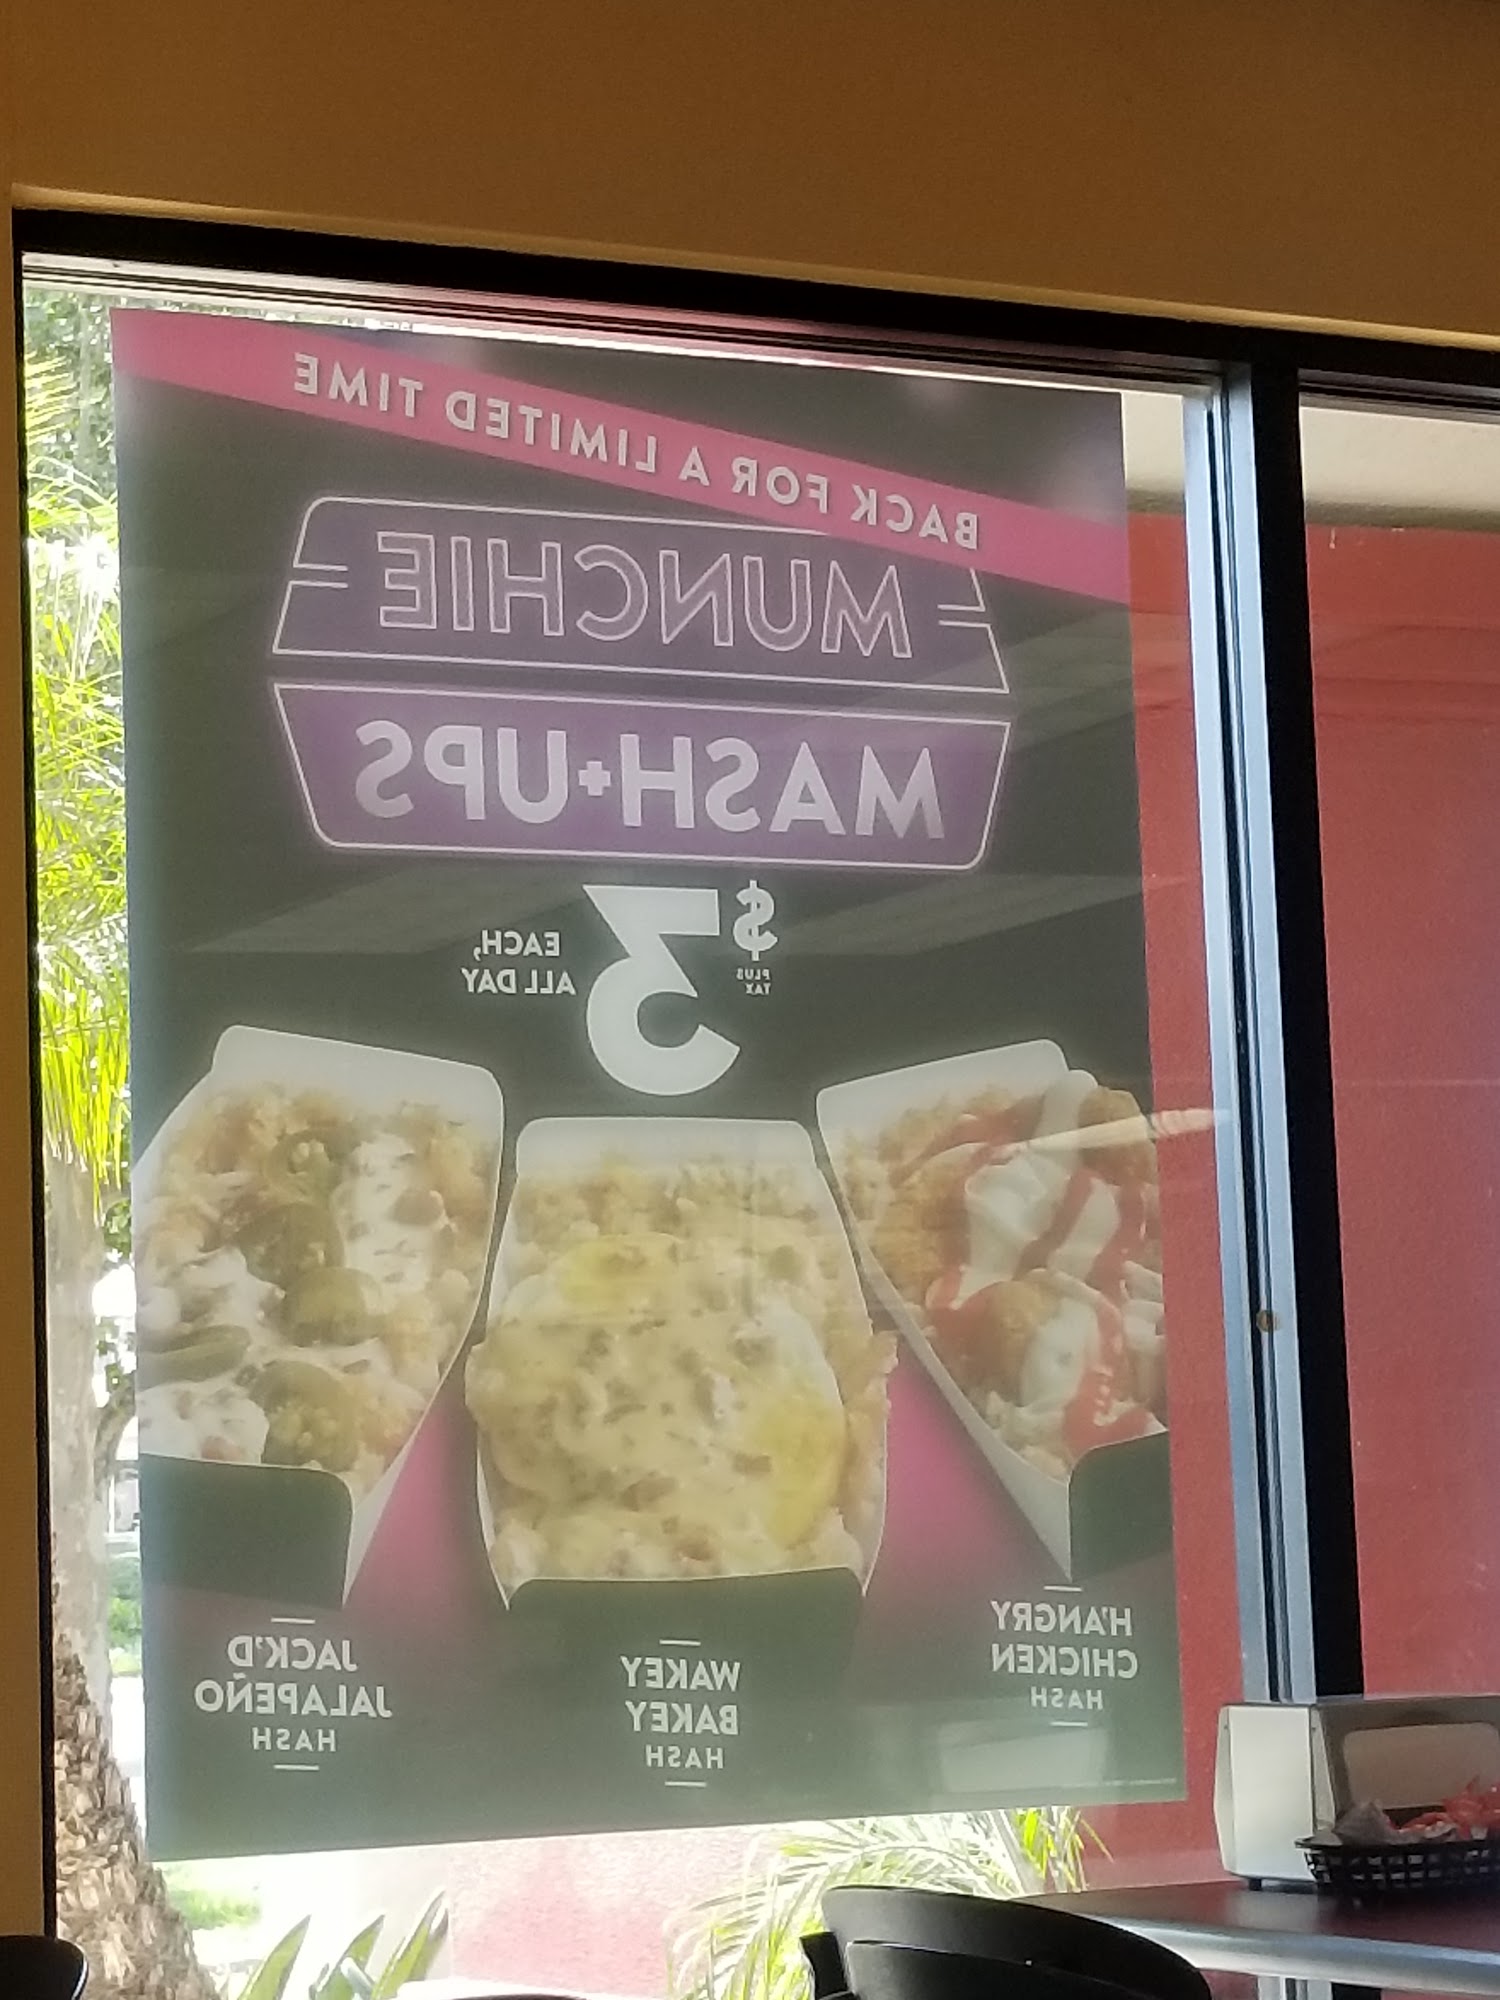 BACK FOR A LIMITED TIME
MUNCHIE
MASH+UPS
$3
PLUS
TAX
EACH,
ALL DAY
H'ANGRY
CHICKEN
HASH
WAKEY
BAKEY
HASH
JACK'D
JALAPEÑO
HASH